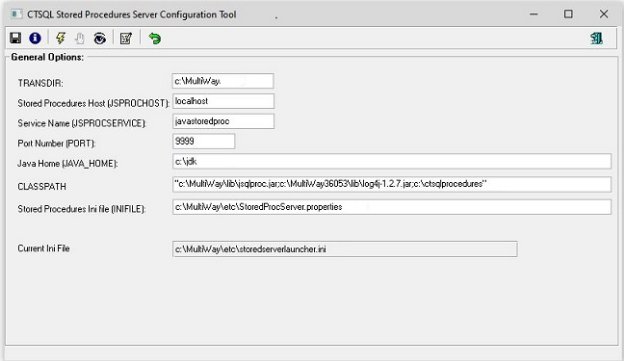 CTSQL Stored Procedures Server Configuration Tool
General Options:
TRANSDIR: c:\MultiWay
Stored Procedures Host (JSPROCHOST): localhost
Service Name (JSPROCSERVICE): javastoredproc
Port Number (PORT): 9999
Java Home (JAVA_HOME): c:\jdk
CLASSPATH "c:\MultiWay\lib\jsqlproc.jar;c:\MultiWay36053\lib\log4j-1.2.7.jar;c:\ctsqlprocedures"
Stored Procedures Ini file (INIFILE): c:\MultiWay\etc\StoredProcServer.properties
Current Ini File c:\MultiWay\etc\storedserverlauncher.ini